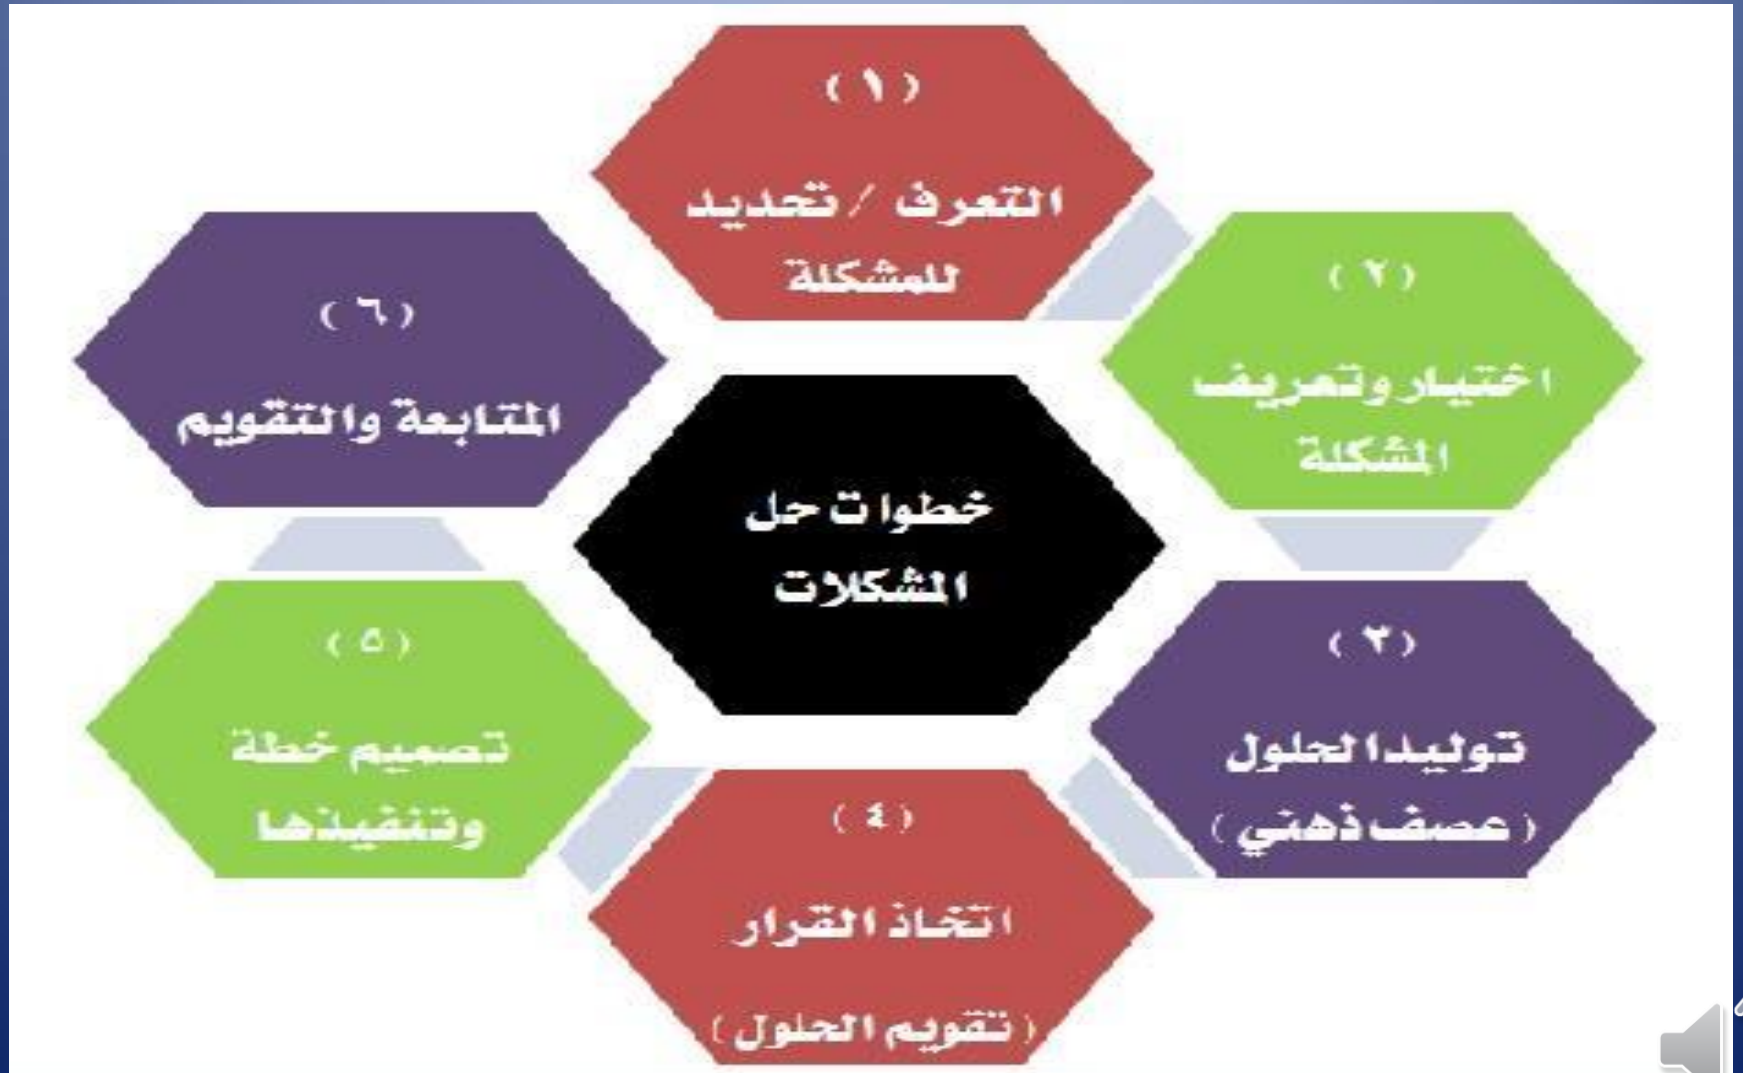 خطوات حل
المشكلات
(١)
التعرف / تحديد
للمشكلة
(٢)
اختيار وتعريف
المشكلة
(٣)
توليد الحلول
(عصف ذهني)
(٤)
اتخاذ القرار
(تقويم الحلول)
(٥)
تصميم خطة
وتنفيذها
(٦)
المتابعة والتقويم